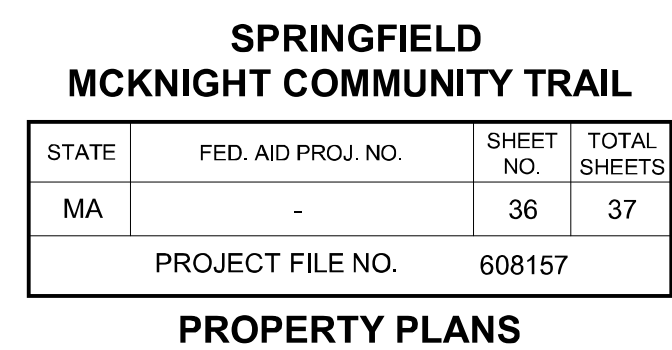 SPRINGFIELD
MCKNIGHT COMMUNITY TRAIL
STATE FED. AID PROJ. NO. SHEET NO. TOTAL SHEETS
MA - 36 37
PROJECT FILE NO. 608157
PROPERTY PLANS